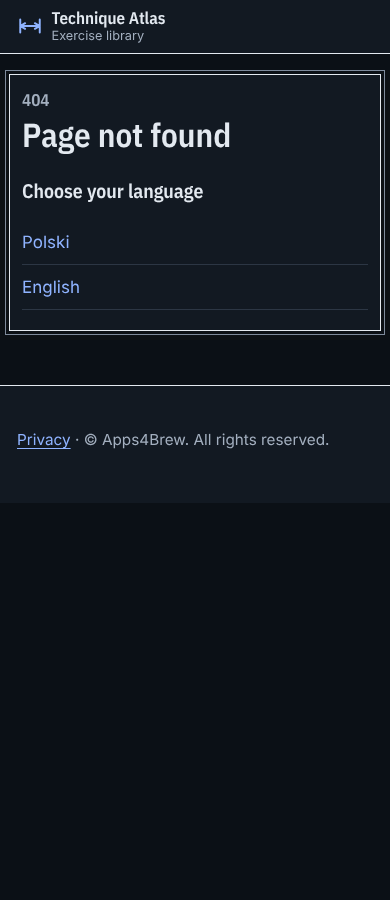 Technique Atlas
Exercise library
404
Page not found
Choose your language
Polski
English
Privacy · © Apps4Brew. All rights reserved.